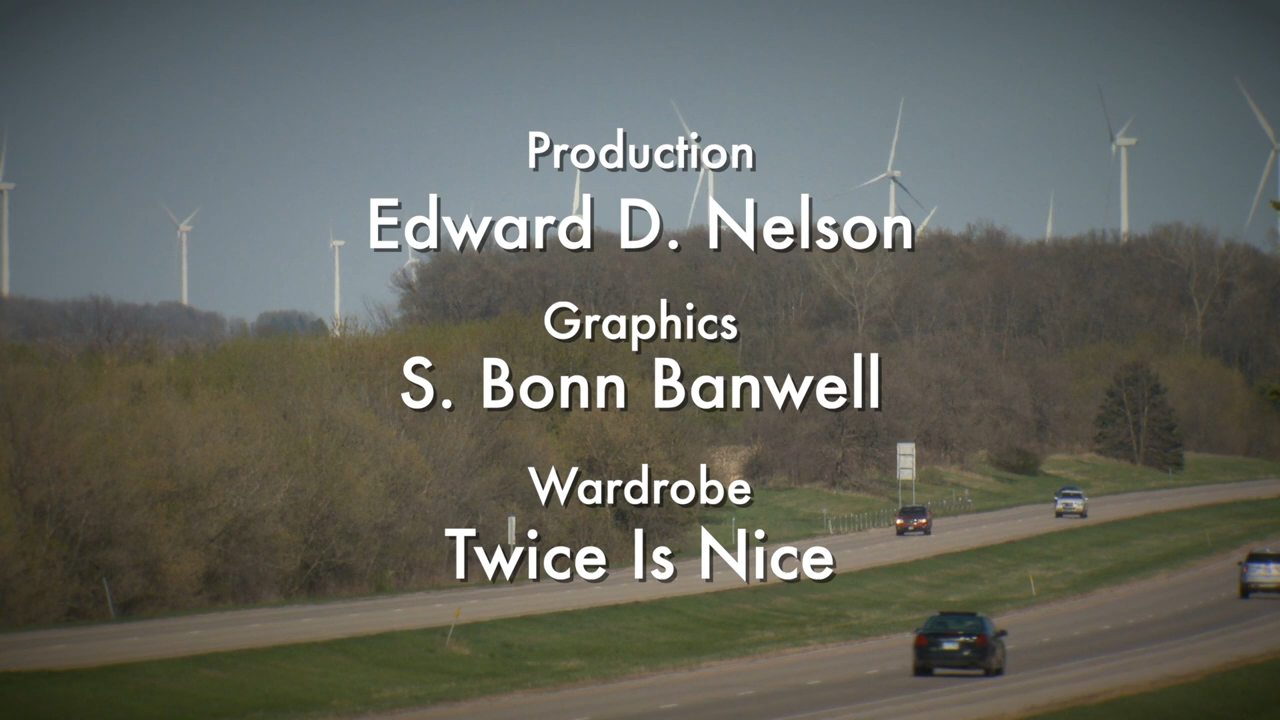 Production
Edward D. Nelson
Graphics
S. Bonn Banwell
Wardrobe
Twice Is Nice